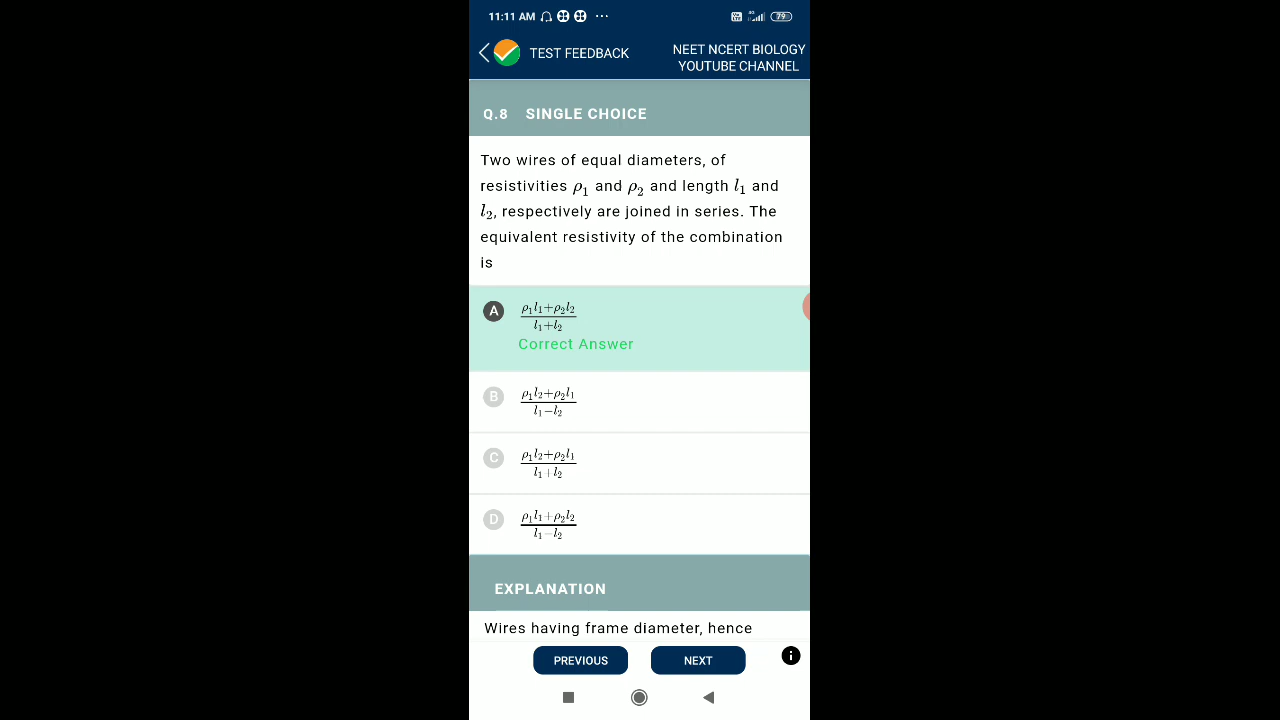 11:11 AM ... 79
TEST FEEDBACK
NEET NCERT BIOLOGY
YOUTUBE CHANNEL
Q.8 SINGLE CHOICE
Two wires of equal diameters, of
resistivities ρ₁ and ρ₂ and length l₁ and
l₂, respectively are joined in series. The
equivalent resistivity of the combination
is
A
ρ₁l₁+ρ₂l₂
l₁+l₂
Correct Answer
B
ρ₁l₂+ρ₂l₁
l₁−l₂
C
ρ₁l₂+ρ₂l₁
l₁+l₂
D
ρ₁l₁+ρ₂l₂
l₁−l₂
EXPLANATION
Wires having frame diameter, hence
PREVIOUS NEXT